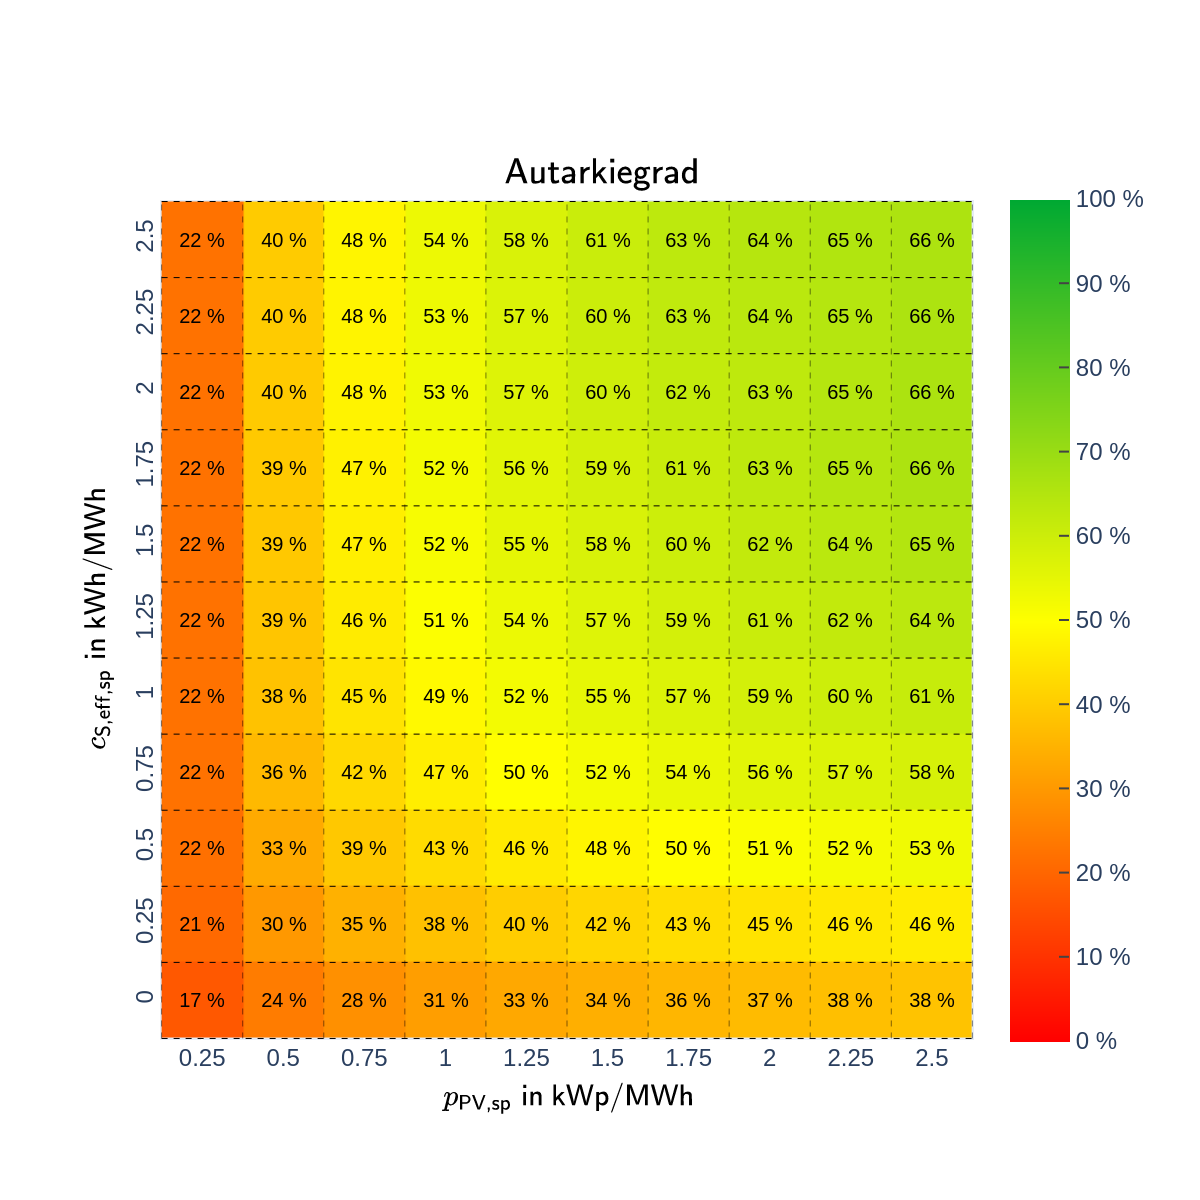 Autarkiegrad
2.5 22 % 40 % 48 % 54 % 58 % 61 % 63 % 64 % 65 % 66 %
2.25 22 % 40 % 48 % 53 % 57 % 60 % 63 % 64 % 65 % 66 %
2 22 % 40 % 48 % 53 % 57 % 60 % 62 % 63 % 65 % 66 %
1.75 22 % 39 % 47 % 52 % 56 % 59 % 61 % 63 % 65 % 66 %
1.5 22 % 39 % 47 % 52 % 55 % 58 % 60 % 62 % 64 % 65 %
1.25 22 % 39 % 46 % 51 % 54 % 57 % 59 % 61 % 62 % 64 %
1 22 % 38 % 45 % 49 % 52 % 55 % 57 % 59 % 60 % 61 %
0.75 22 % 36 % 42 % 47 % 50 % 52 % 54 % 56 % 57 % 58 %
0.5 22 % 33 % 39 % 43 % 46 % 48 % 50 % 51 % 52 % 53 %
0.25 21 % 30 % 35 % 38 % 40 % 42 % 43 % 45 % 46 % 46 %
0 17 % 24 % 28 % 31 % 33 % 34 % 36 % 37 % 38 % 38 %
0.25 0.5 0.75 1 1.25 1.5 1.75 2 2.25 2.5
pPV,sp in kWp/MWh
cS,eff,sp in kWh/MWh
100 %
90 %
80 %
70 %
60 %
50 %
40 %
30 %
20 %
10 %
0 %